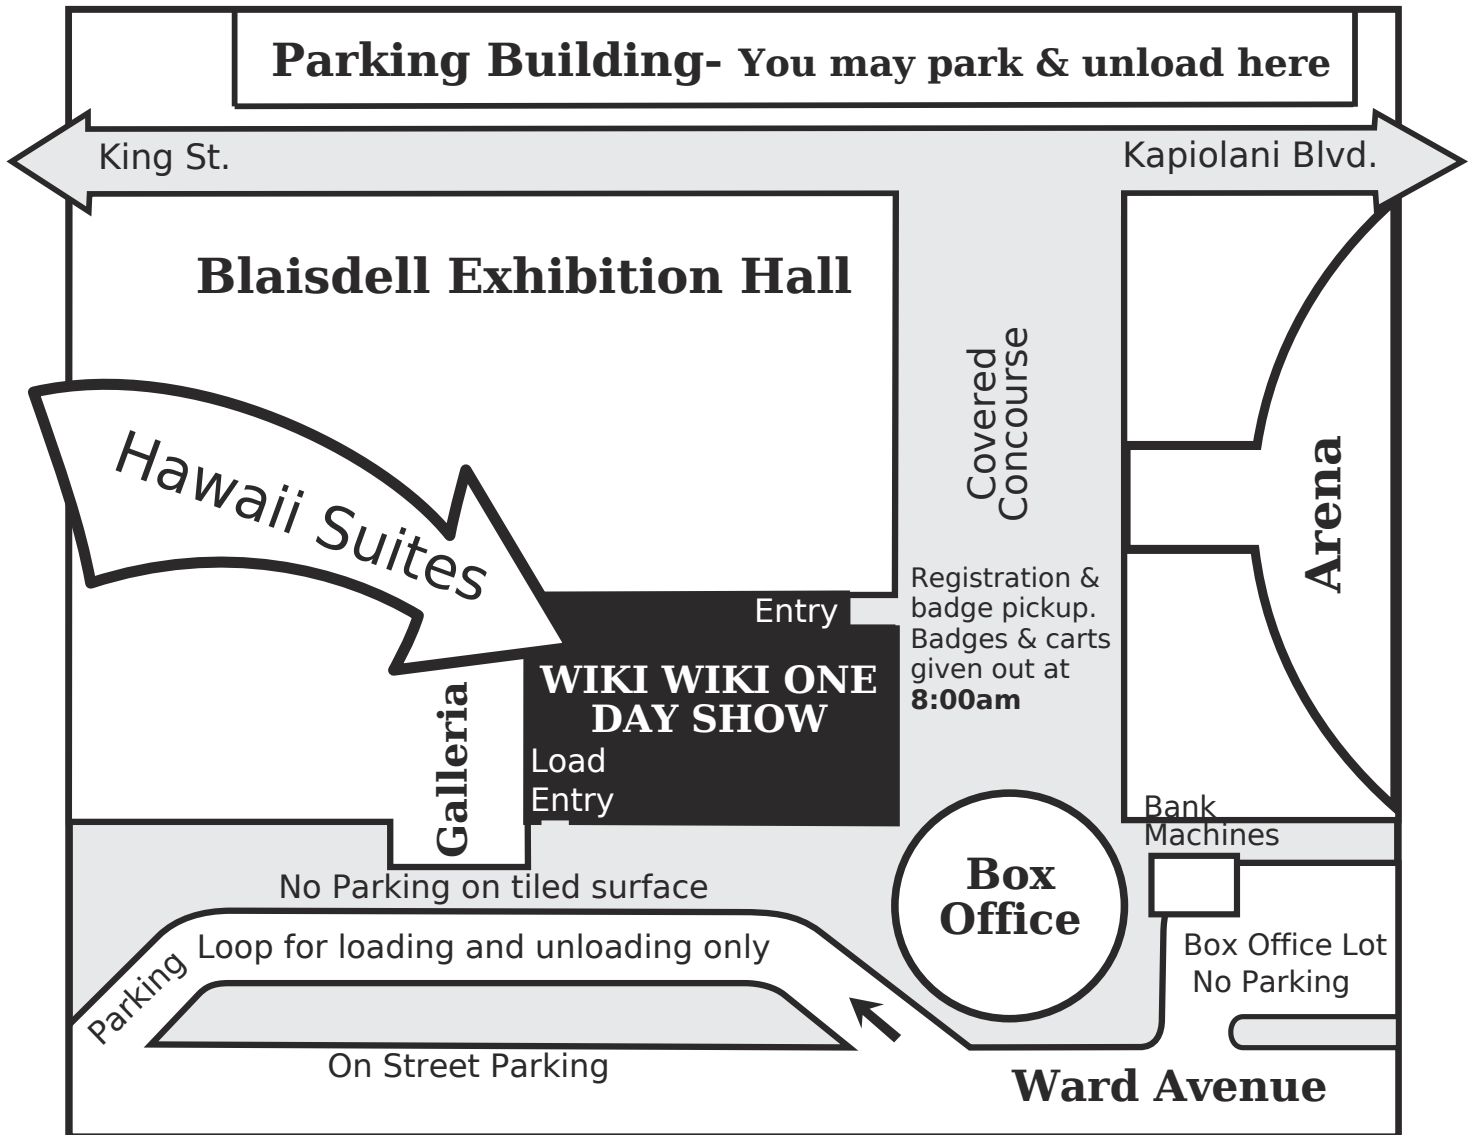 Parking Building- You may park & unload here
King St.
Kapiolani Blvd.
Blaisdell Exhibition Hall
Covered
Concourse
Hawaii Suites
Arena
Registration &
badge pickup.
Badges & carts
given out at
8:00am
Entry
WIKI WIKI ONE
DAY SHOW
Load
Entry
Galleria
Bank
Machines
Box
Office
No Parking on tiled surface
Loop for loading and unloading only
Parking
Box Office Lot
No Parking
On Street Parking
Ward Avenue